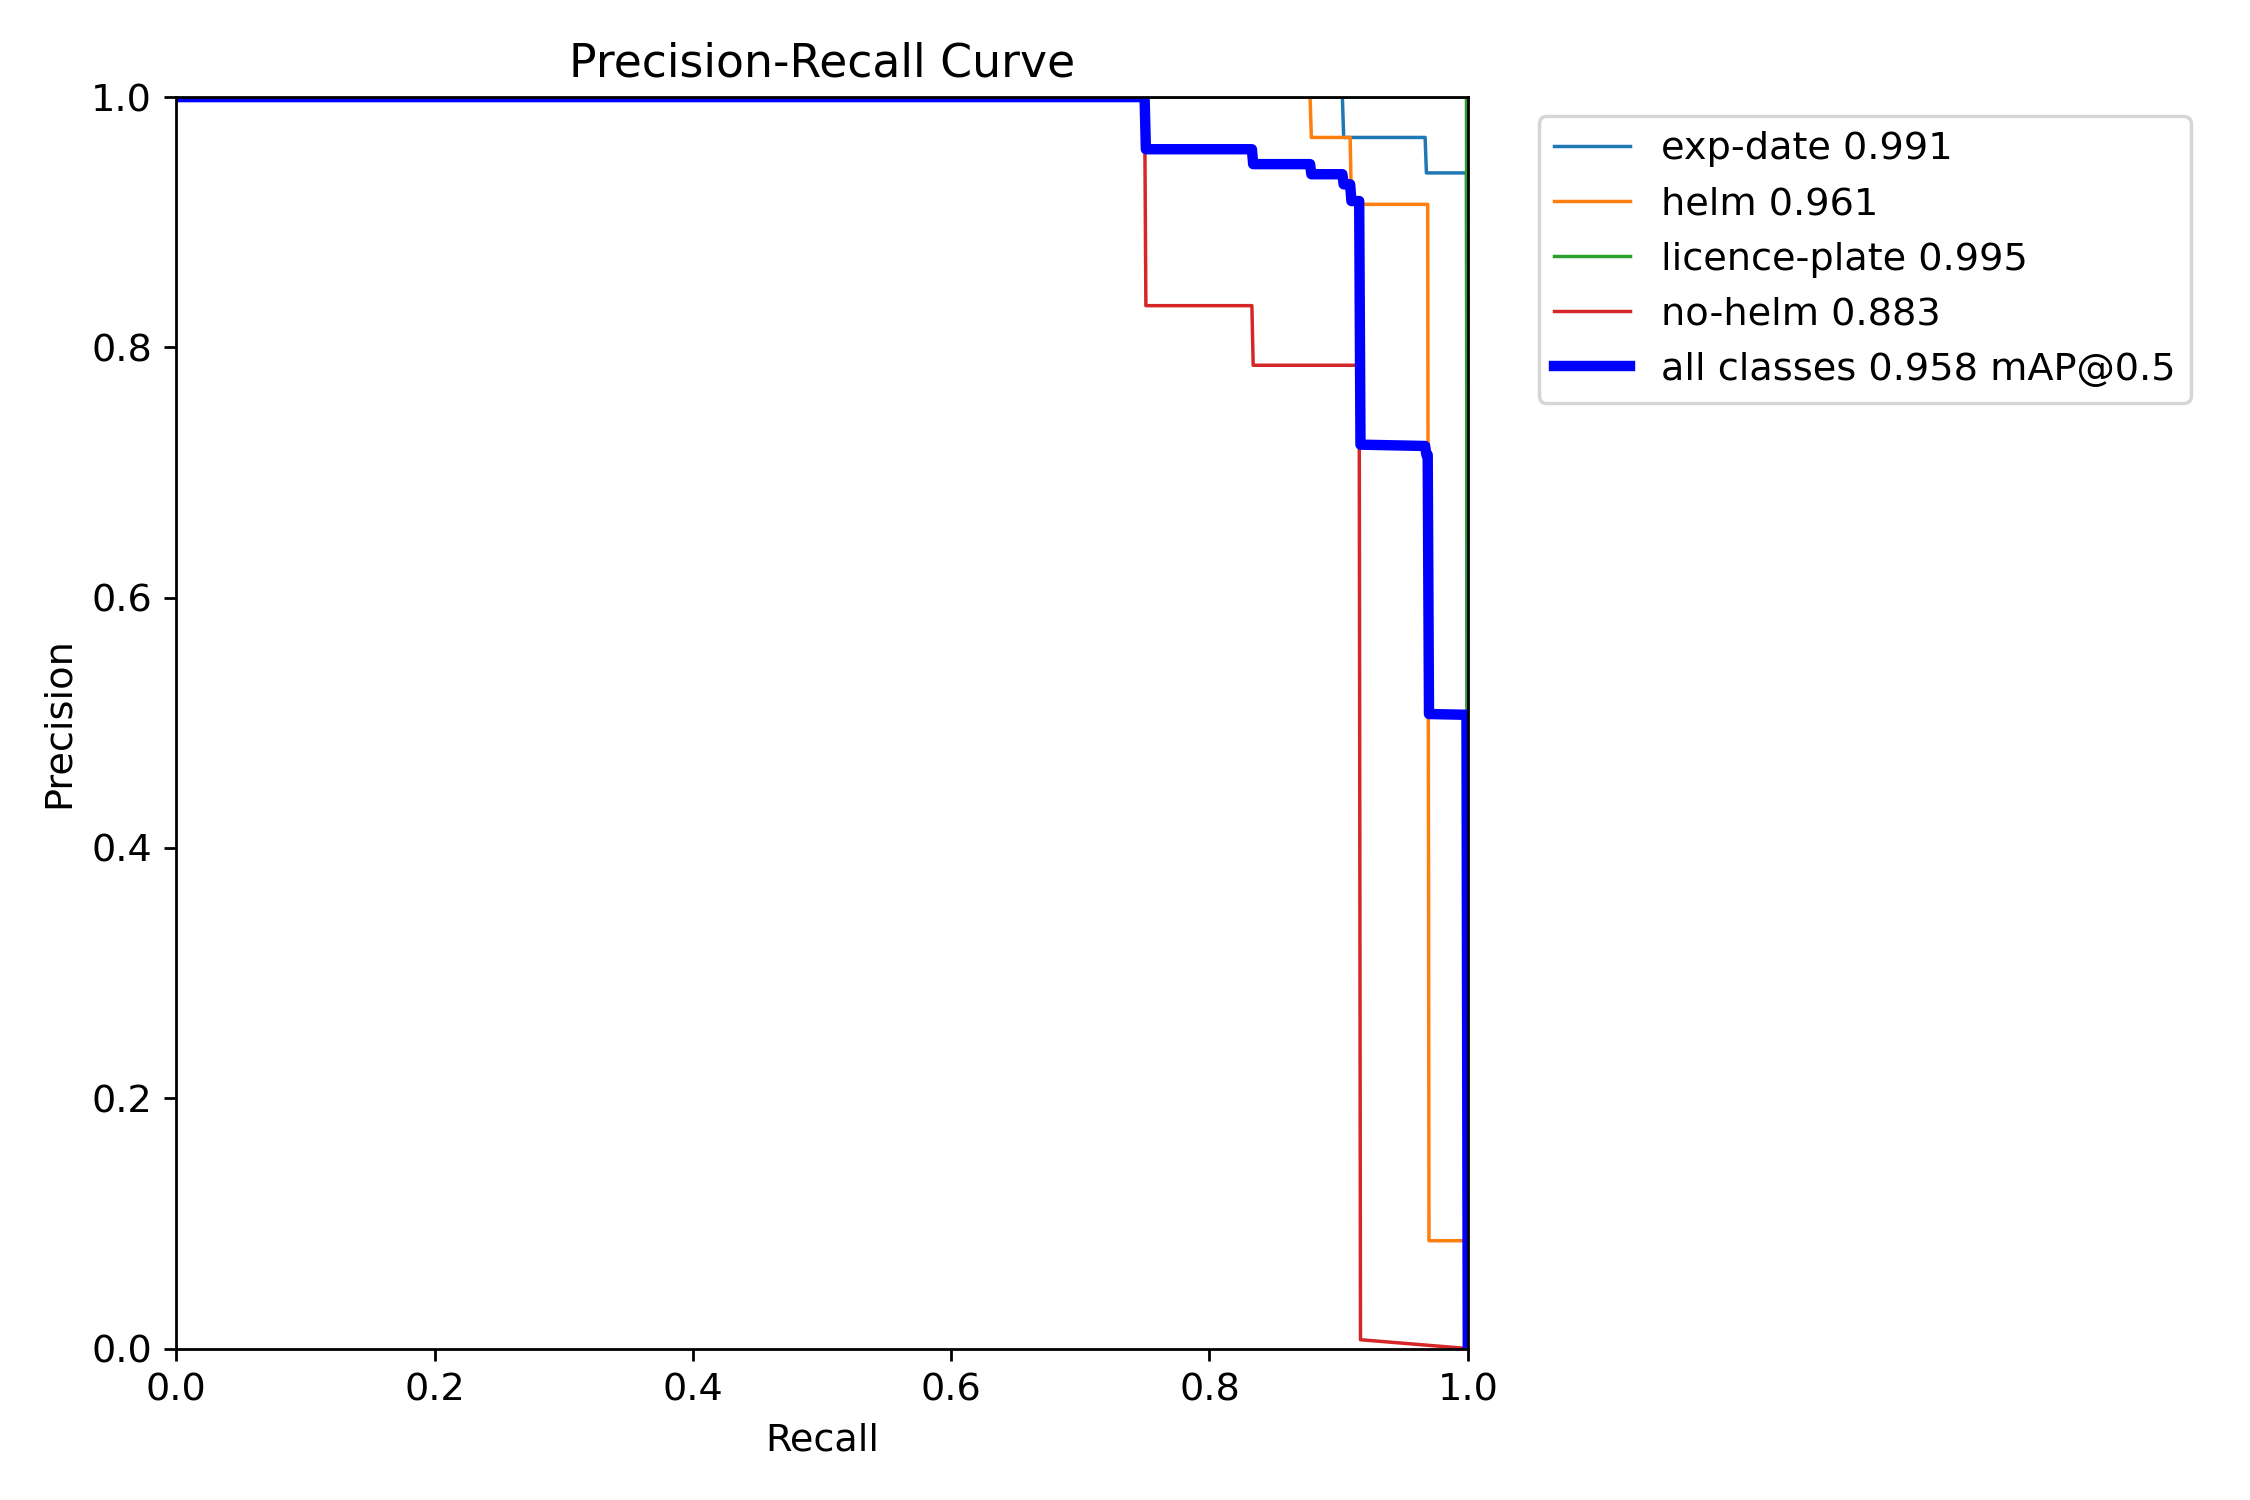 Precision-Recall Curve
1.0
0.8
0.6
0.4
0.2
0.0
Precision
0.0 0.2 0.4 0.6 0.8 1.0
Recall
exp-date 0.991
helm 0.961
licence-plate 0.995
no-helm 0.883
all classes 0.958 mAP@0.5